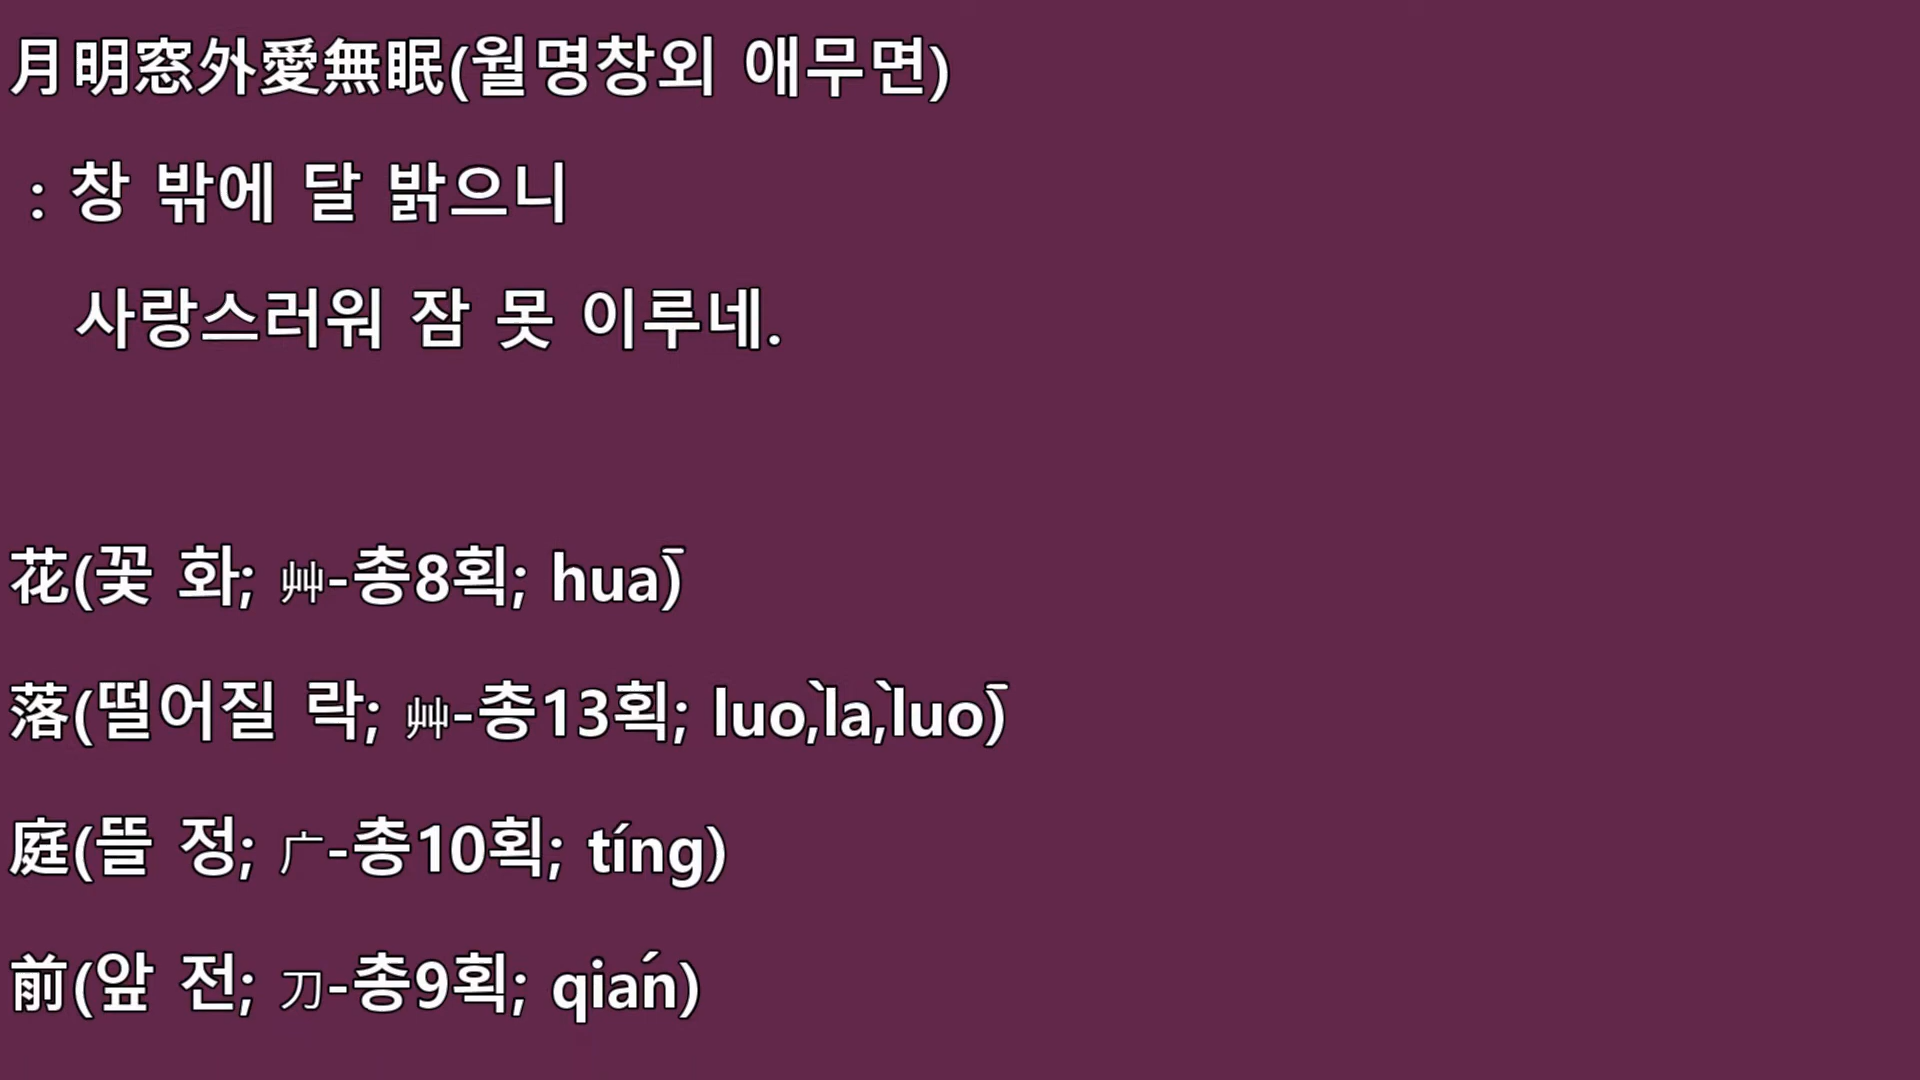 月明窓外愛無眠(월명창외 애무면)
: 창 밖에 달 밝으니
사랑스러워 잠 못 이루네.
花(꽃 화; 艸-총8획; huā)
落(떨어질 락; 艸-총13획; luò,là,luō)
庭(뜰 정; 广-총10획; tíng)
前(앞 전; 刀-총9획; qián)